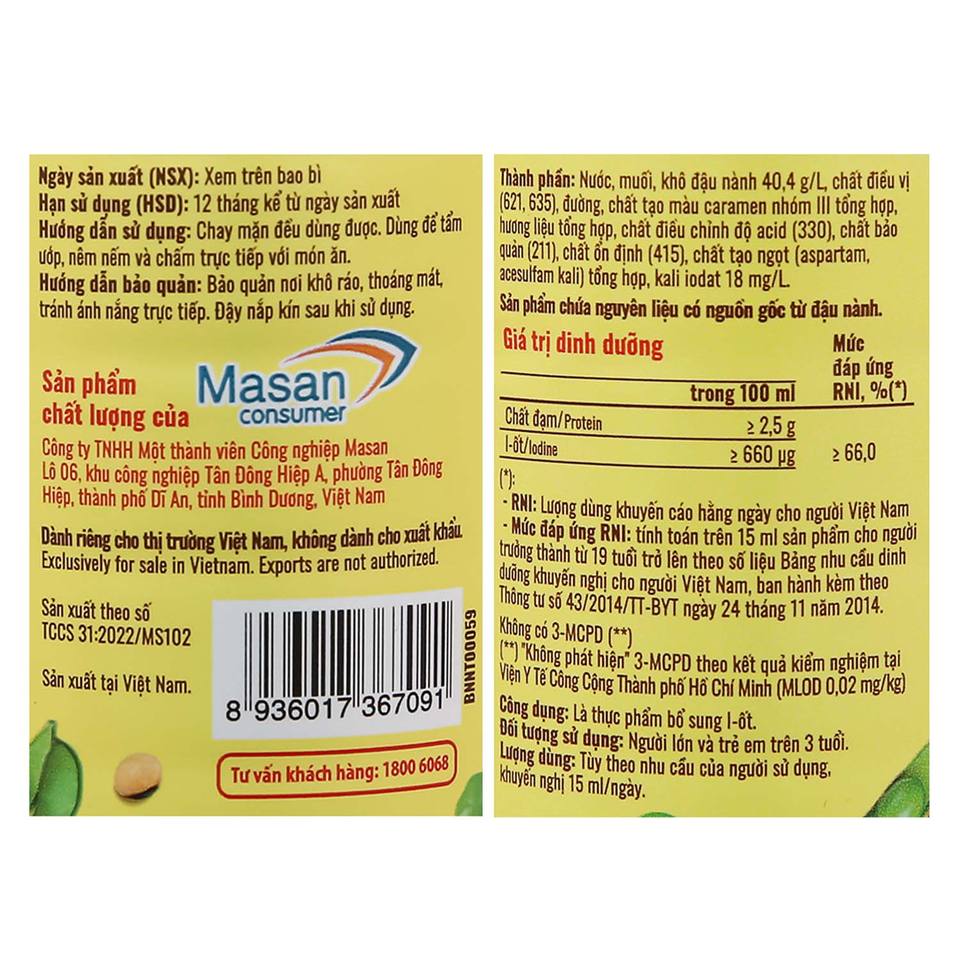 Ngày sản xuất (NSX): Xem trên bao bì
Hạn sử dụng (HSD): 12 tháng kể từ ngày sản xuất
Hướng dẫn sử dụng: Chay mặn đều dùng được. Dùng để tẩm
ướp, nêm nếm và chấm trực tiếp với món ăn.
Hướng dẫn bảo quản: Bảo quản nơi khô ráo, thoáng mát,
tránh ánh nắng trực tiếp. Đậy nắp kín sau khi sử dụng.
Sản phẩm
chất lượng của
Masan
consumer
Công ty TNHH Một thành viên Công nghiệp Masan
Lô 06, khu công nghiệp Tân Đông Hiệp A, phường Tân Đông
Hiệp, thành phố Dĩ An, tỉnh Bình Dương, Việt Nam
Dành riêng cho thị trường Việt Nam, không dành cho xuất khẩu.
Exclusively for sale in Vietnam. Exports are not authorized.
Sản xuất theo số
TCCS 31:2022/MS102
Sản xuất tại Việt Nam.
8 936017 367091
BNNT00059
Tư vấn khách hàng: 1800 6068
Thành phần: Nước, muối, khô đậu nành 40,4 g/L, chất điều vị
(621, 635), đường, chất tạo màu caramen nhóm III tổng hợp,
hương liệu tổng hợp, chất điều chỉnh độ acid (330), chất bảo
quản (211), chất ổn định (415), chất tạo ngọt (aspartam,
acesulfam kali) tổng hợp, kali iodat 18 mg/L
Sản phẩm chứa nguyên liệu có nguồn gốc từ đậu nành.
Giá trị dinh dưỡng
Mức
đáp ứng
trong 100 ml RNI, %(*)
Chất đạm/Protein ≥ 2,5 g
I-ốt/Iodine ≥ 660 µg ≥ 66,0
(*):
- RNI: Lượng dùng khuyến cáo hằng ngày cho người Việt Nam
- Mức đáp ứng RNI: tính toán trên 15 ml sản phẩm cho người
trưởng thành từ 19 tuổi trở lên theo số liệu Bảng nhu cầu dinh
dưỡng khuyến nghị cho người Việt Nam, ban hành kèm theo
Thông tư số 43/2014/TT-BYT ngày 24 tháng 11 năm 2014.
Không có 3-MCPD (**)
(**) "Không phát hiện" 3-MCPD theo kết quả kiểm nghiệm tại
Viện Y Tế Công Cộng Thành phố Hồ Chí Minh (MLOD 0,02 mg/kg)
Công dụng: Là thực phẩm bổ sung I-ốt.
Đối tượng sử dụng: Người lớn và trẻ em trên 3 tuổi.
Lượng dùng: Tùy theo nhu cầu của người sử dụng,
khuyến nghị 15 ml/ngày.